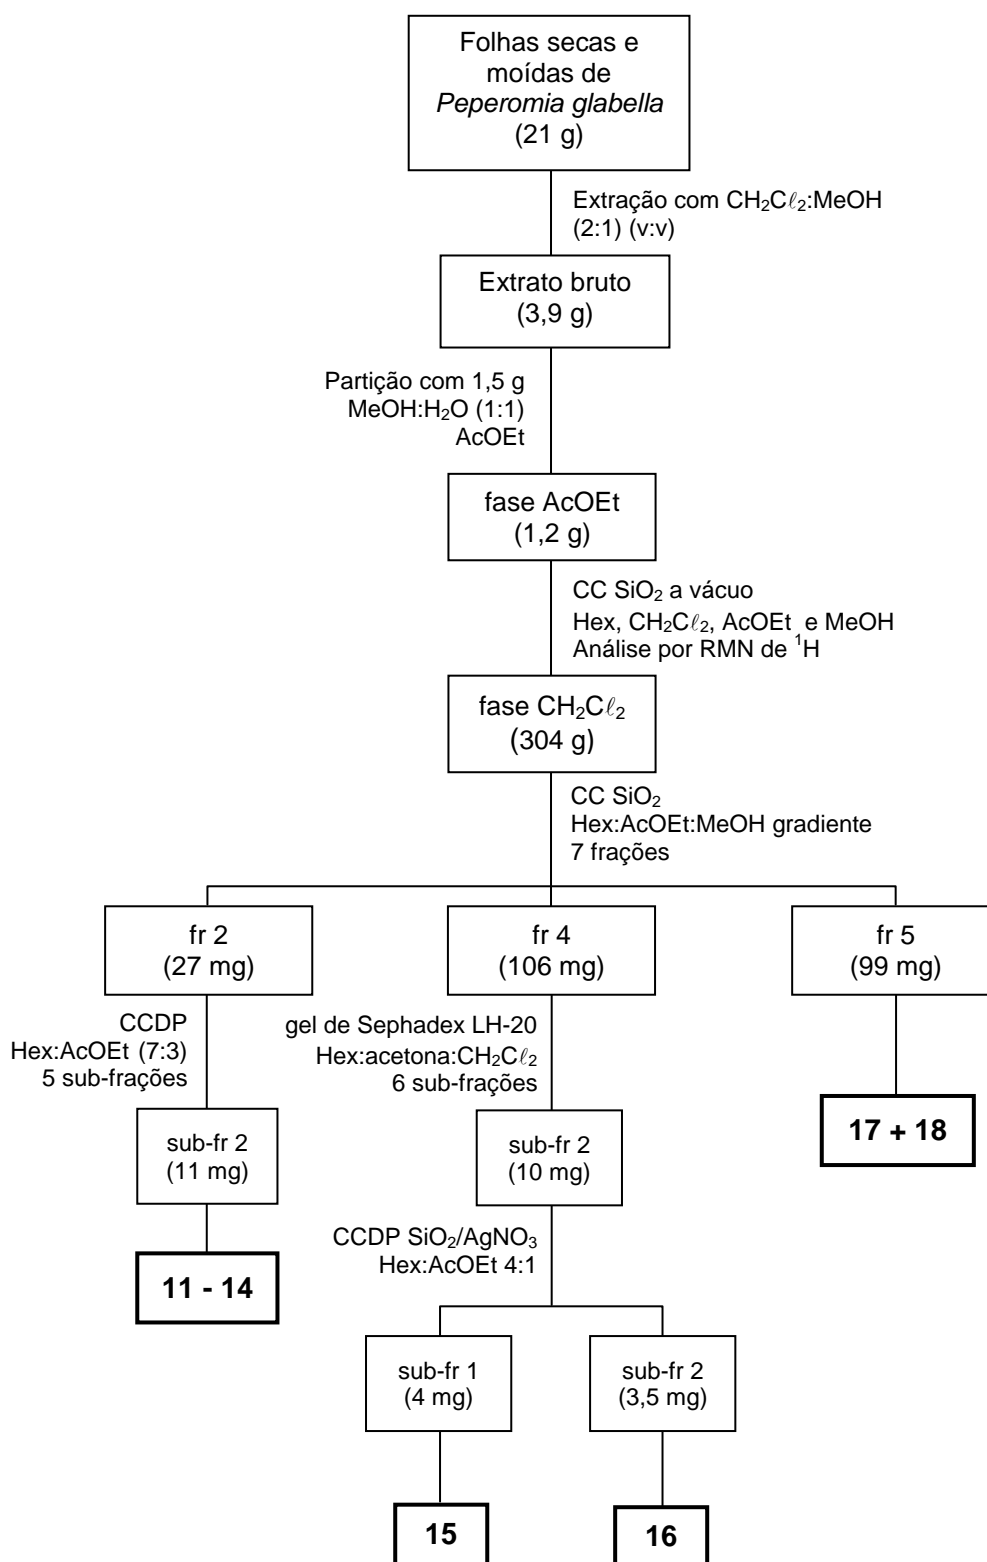 Folhas secas e
moídas de
Peperomia glabella
(21 g)
Extração com CH₂Cℓ₂:MeOH
(2:1) (v:v)
Extrato bruto
(3,9 g)
Partição com 1,5 g
MeOH:H₂O (1:1)
AcOEt
fase AcOEt
(1,2 g)
CC SiO₂ a vácuo
Hex, CH₂Cℓ₂, AcOEt e MeOH
Análise por RMN de ¹H
fase CH₂Cℓ₂
(304 g)
CC SiO₂
Hex:AcOEt:MeOH gradiente
7 frações
fr 2
(27 mg)
fr 4
(106 mg)
fr 5
(99 mg)
CCDP
Hex:AcOEt (7:3)
5 sub-frações
gel de Sephadex LH-20
Hex:acetona:CH₂Cℓ₂
6 sub-frações
sub-fr 2
(11 mg)
sub-fr 2
(10 mg)
17 + 18
CCDP SiO₂/AgNO₃
Hex:AcOEt 4:1
11 - 14
sub-fr 1
(4 mg)
sub-fr 2
(3,5 mg)
15
16